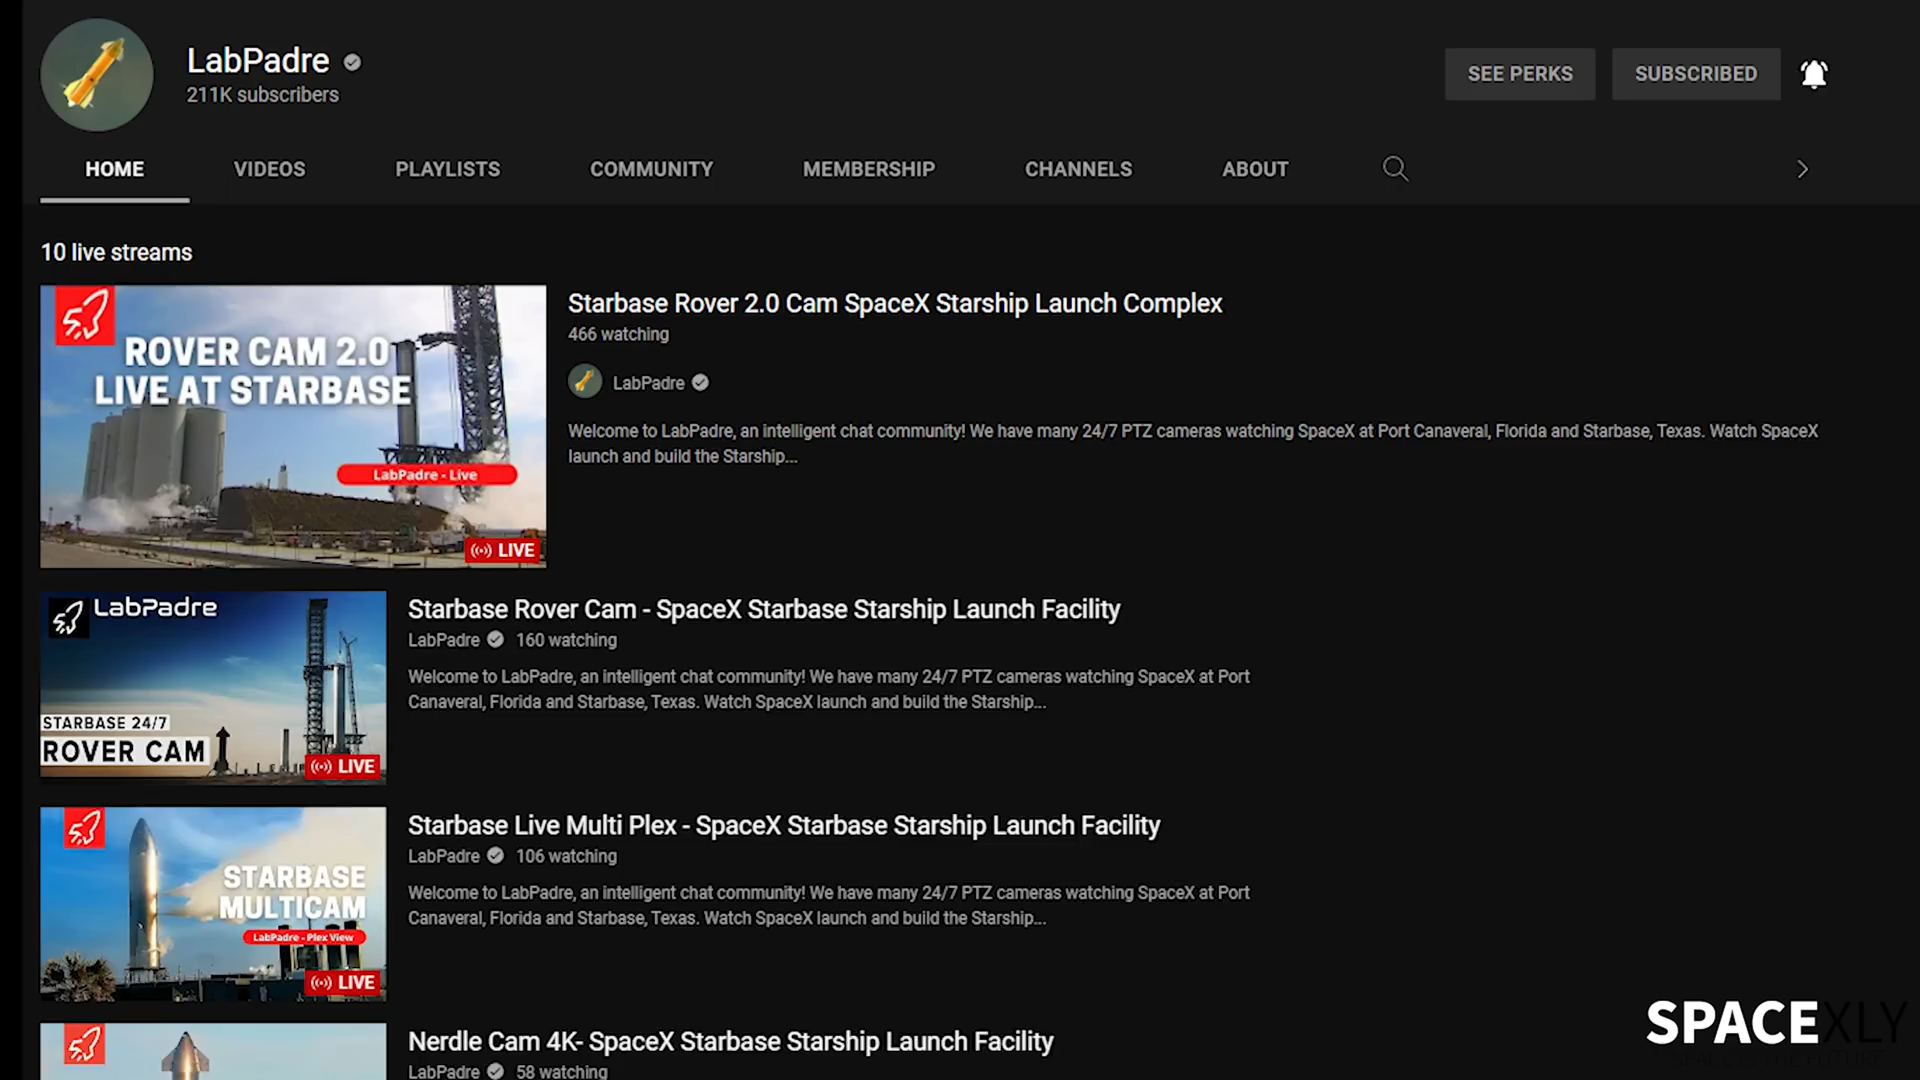 LabPadre
211K subscribers
SEE PERKS
SUBSCRIBED
HOME VIDEOS PLAYLISTS COMMUNITY MEMBERSHIP CHANNELS ABOUT
10 live streams
ROVER CAM 2.0
LIVE AT STARBASE
LabPadre - Live
LIVE
Starbase Rover 2.0 Cam SpaceX Starship Launch Complex
466 watching
LabPadre
Welcome to LabPadre, an intelligent chat community! We have many 24/7 PTZ cameras watching SpaceX at Port Canaveral, Florida and Starbase, Texas. Watch SpaceX
launch and build the Starship...
LabPadre
STARBASE 24/7
ROVER CAM
LIVE
Starbase Rover Cam - SpaceX Starbase Starship Launch Facility
LabPadre 160 watching
Welcome to LabPadre, an intelligent chat community! We have many 24/7 PTZ cameras watching SpaceX at Port
Canaveral, Florida and Starbase, Texas. Watch SpaceX launch and build the Starship...
STARBASE
MULTICAM
LabPadre - Plex View
LIVE
Starbase Live Multi Plex - SpaceX Starbase Starship Launch Facility
LabPadre 106 watching
Welcome to LabPadre, an intelligent chat community! We have many 24/7 PTZ cameras watching SpaceX at Port
Canaveral, Florida and Starbase, Texas. Watch SpaceX launch and build the Starship...
Nerdle Cam 4K- SpaceX Starbase Starship Launch Facility
LabPadre 58 watching
SPACEXLY